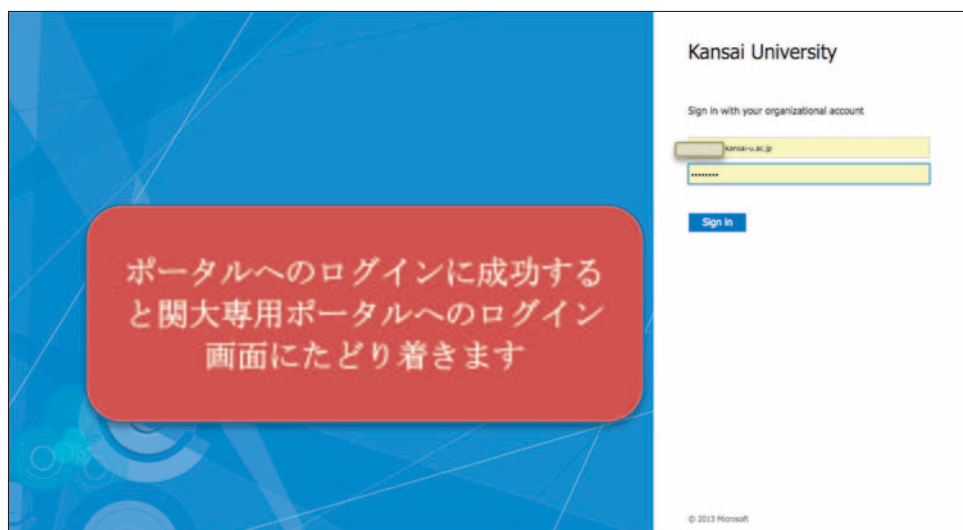 ポータルへのログインに成功する
と関大専用ポータルへのログイン
画面にたどり着きます
Kansai University
Sign in with your organizational account
kansai-u.ac.jp
••••••••
Sign in
© 2013 Microsoft